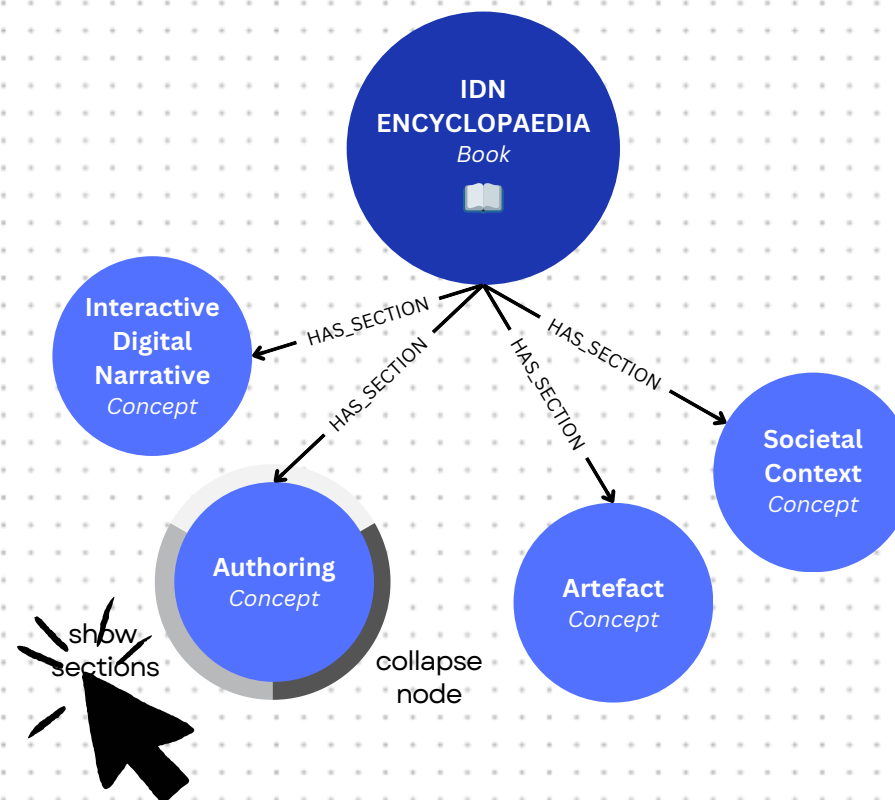 IDN
ENCYCLOPAEDIA
Book
HAS_SECTION
HAS_SECTION
HAS_SECTION
HAS_SECTION
Interactive
Digital
Narrative
Concept
Societal
Context
Concept
Authoring
Concept
Artefact
Concept
show
sections
collapse
node